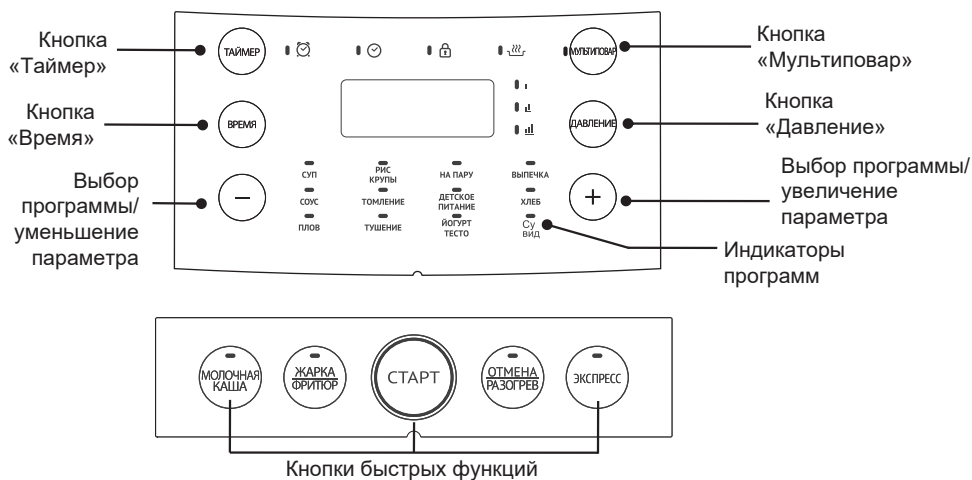 Кнопка
«Таймер»
Кнопка
«Время»
Выбор
программы/
уменьшение
параметра
ТАЙМЕР
ВРЕМЯ
−
СУП
РИС
КРУПЫ
НА ПАРУ
ВЫПЕЧКА
СОУС
ТОМЛЕНИЕ
ДЕТСКОЕ
ПИТАНИЕ
ХЛЕБ
ПЛОВ
ТУШЕНИЕ
ЙОГУРТ
ТЕСТО
Су
вид
МУЛЬТИПОВАР
ДАВЛЕНИЕ
+
Кнопка
«Мультиповар»
Кнопка
«Давление»
Выбор программы/
увеличение
параметра
Индикаторы
программ
МОЛОЧНАЯ
КАША
ЖАРКА
ФРИТЮР
СТАРТ
ОТМЕНА
РАЗОГРЕВ
ЭКСПРЕСС
Кнопки быстрых функций